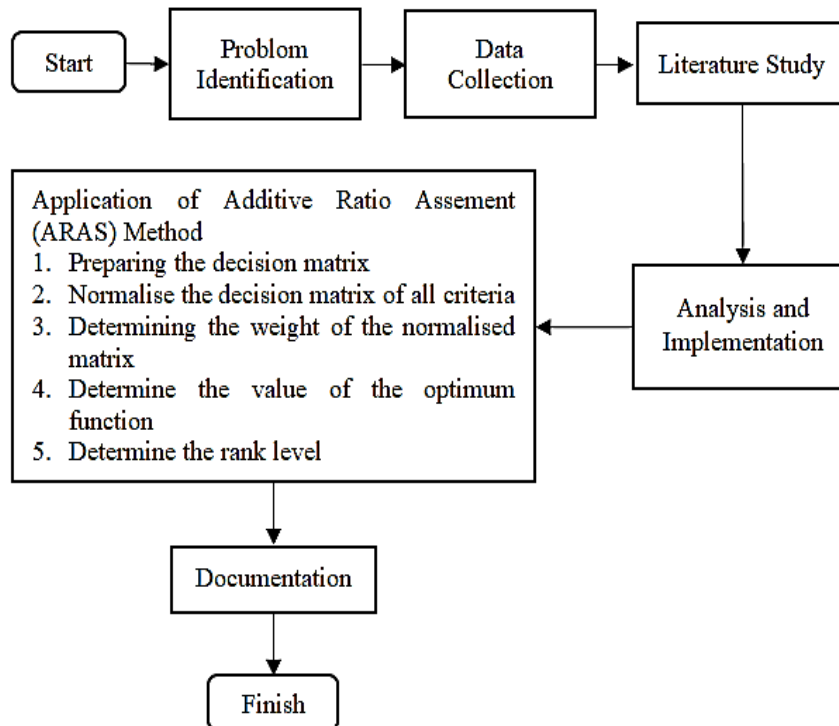 Start
Problom
Identification
Data
Collection
Literature Study
Application of Additive Ratio Assement
(ARAS) Method
1. Preparing the decision matrix
2. Normalise the decision matrix of all criteria
3. Determining the weight of the normalised
matrix
4. Determine the value of the optimum
function
5. Determine the rank level
Analysis and
Implementation
Documentation
Finish